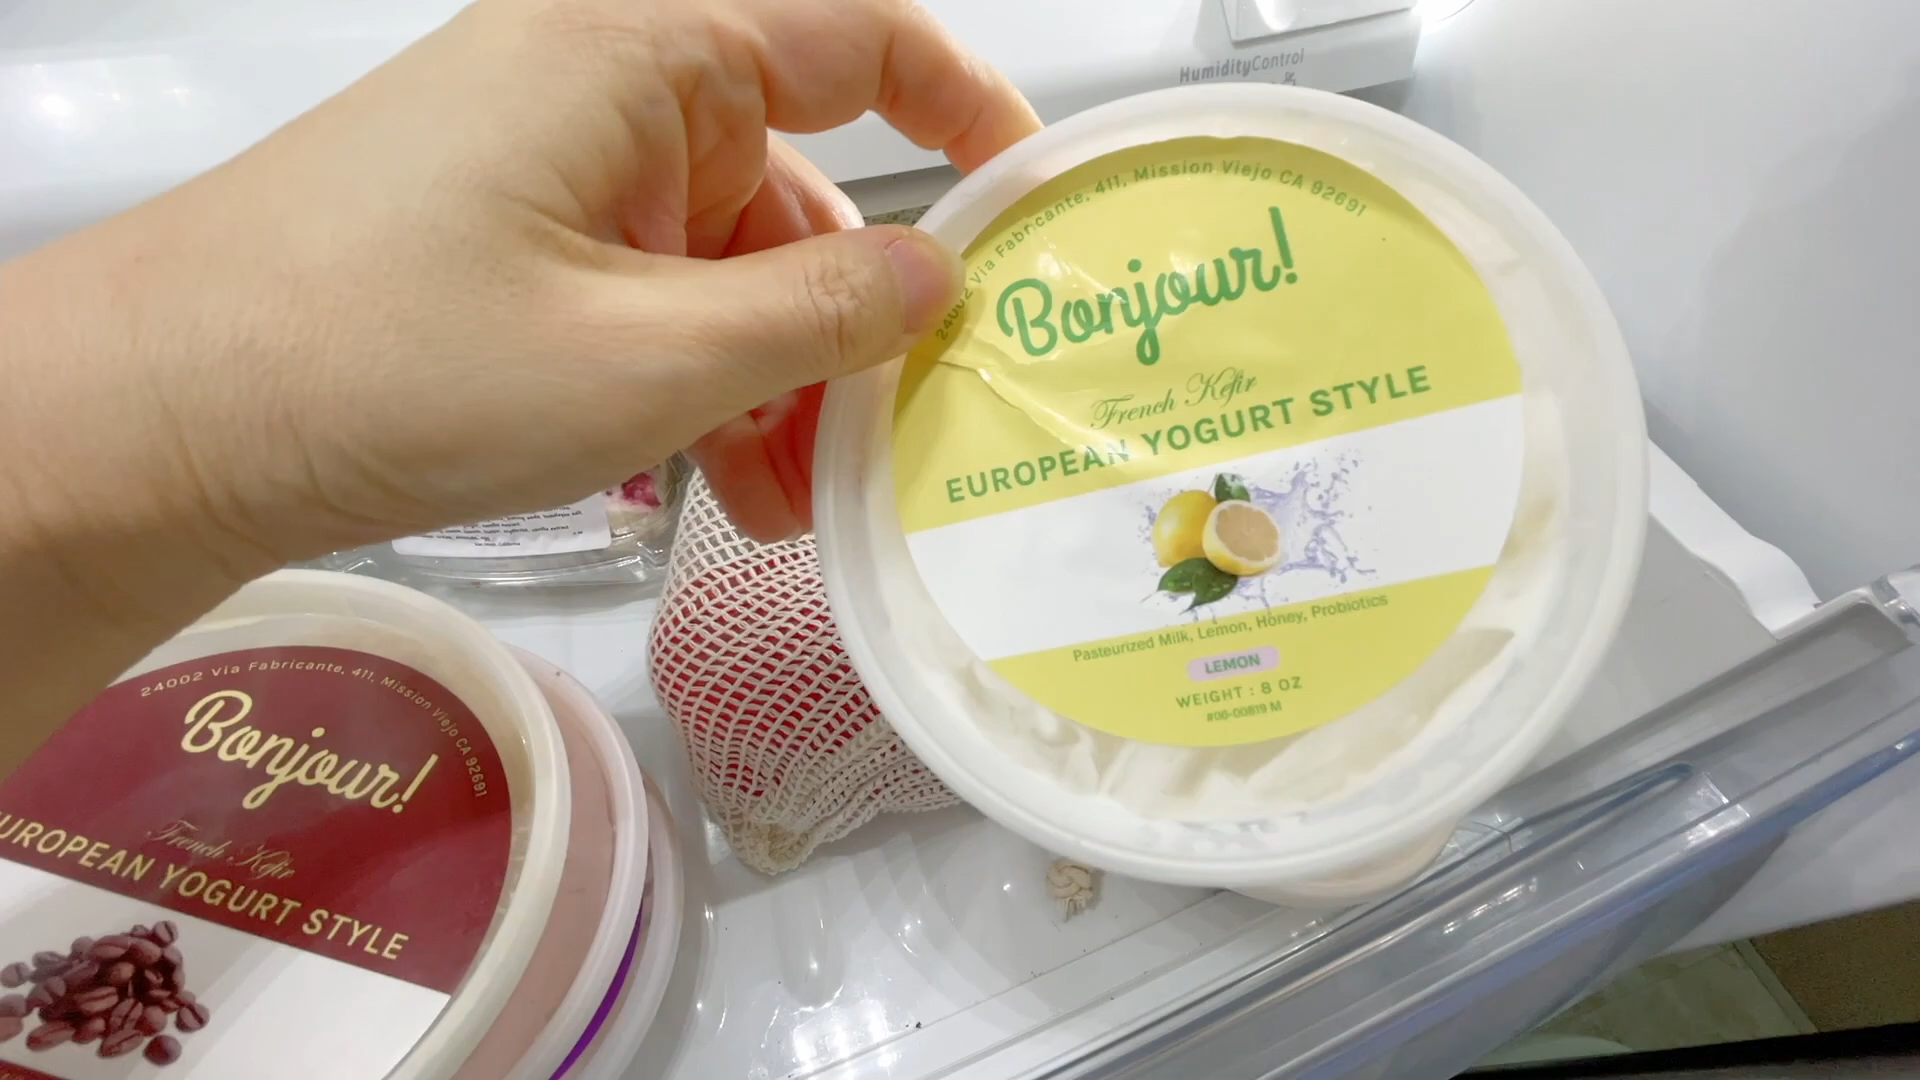 HumidityControl
24002 Via Fabricante, 411, Mission Viejo CA 92691
Bonjour!
French Kefir
EUROPEAN YOGURT STYLE
Pasteurized Milk, Lemon, Honey, Probiotics
LEMON
WEIGHT : 8 OZ
#06-00819 M
24002 Via Fabricante, 411, Mission Viejo CA 92691
Bonjour!
French Kefir
EUROPEAN YOGURT STYLE